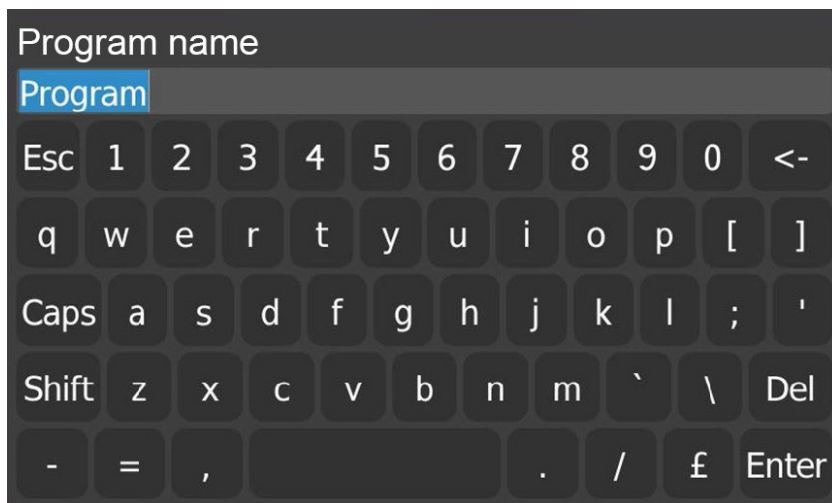 Program name
Program
Esc 1 2 3 4 5 6 7 8 9 0 <-
q w e r t y u i o p [ ]
Caps a s d f g h j k l ; '
Shift z x c v b n m ` \ Del
- = , . / £ Enter